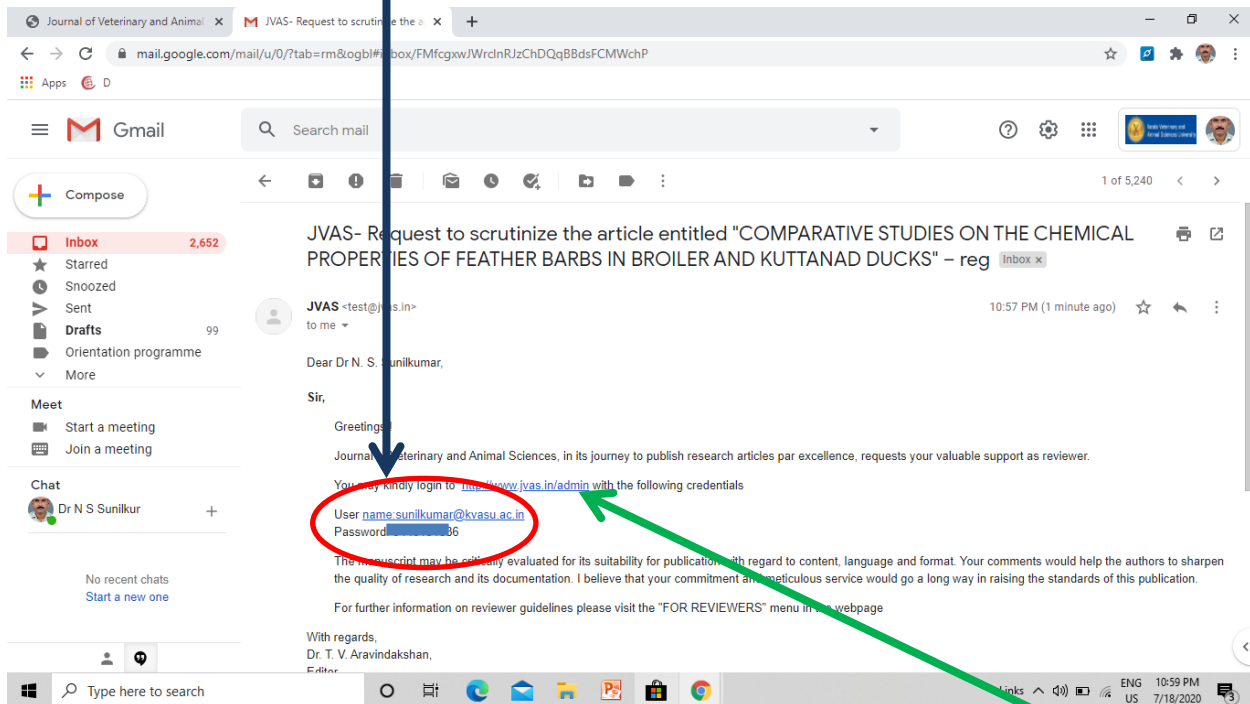 Journal of Veterinary and Animal
JVAS- Request to scrutinize the a
mail.google.com/mail/u/0/?tab=rm&ogbl#inbox/FMfcgxwJWrclnRJzChDQqBBdsFCMWchP
Apps D
Gmail
Search mail
Compose
1 of 5,240
Inbox 2,652
Starred
Snoozed
Sent
Drafts 99
Orientation programme
More
Meet
Start a meeting
Join a meeting
Chat
Dr N S Sunilkur
No recent chats
Start a new one
JVAS- Request to scrutinize the article entitled "COMPARATIVE STUDIES ON THE CHEMICAL
PROPERTIES OF FEATHER BARBS IN BROILER AND KUTTANAD DUCKS" – reg Inbox x
JVAS <test@jvas.in> 10:57 PM (1 minute ago)
to me
Dear Dr N. S. Sunilkumar,
Sir,
Greetings!
Journal of Veterinary and Animal Sciences, in its journey to publish research articles par excellence, requests your valuable support as reviewer.
You may kindly login to http://www.jvas.in/admin with the following credentials
User name:sunilkumar@kvasu.ac.in
Password 36
The manuscript may be critically evaluated for its suitability for publication with regard to content, language and format. Your comments would help the authors to sharpen
the quality of research and its documentation. I believe that your commitment and meticulous service would go a long way in raising the standards of this publication.
For further information on reviewer guidelines please visit the "FOR REVIEWERS" menu in the webpage
With regards,
Dr. T. V. Aravindakshan,
Editor
Type here to search
Links
ENG 10:59 PM
US 7/18/2020
3